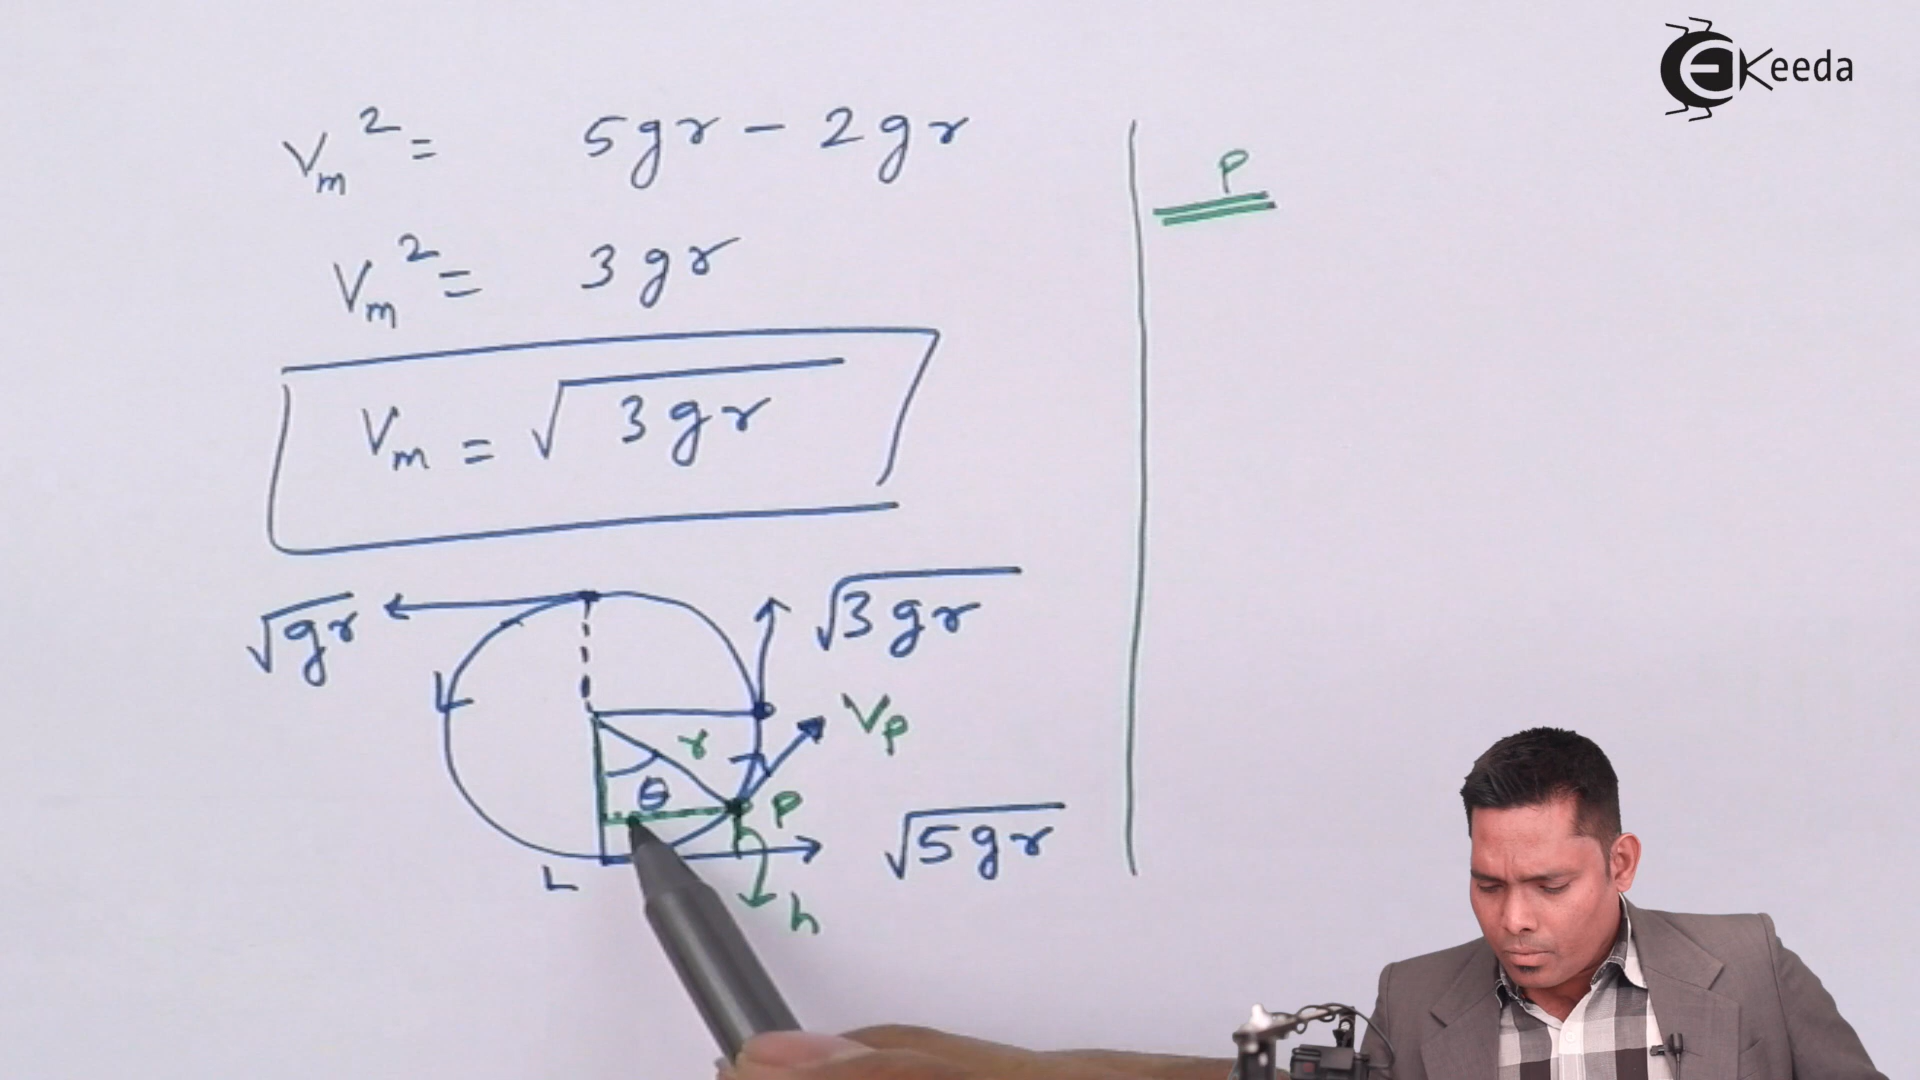 Keeda
Vm² = 5gr - 2gr
Vm² = 3gr
Vm = √3gr
P
√gr
√3gr
r
Vp
θ
P
√5gr
L
h